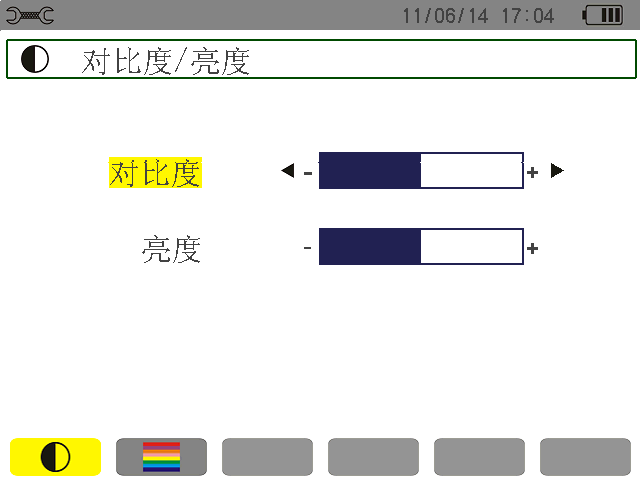 11/06/14 17:04
对比度/亮度
对比度 - +
亮度 - +